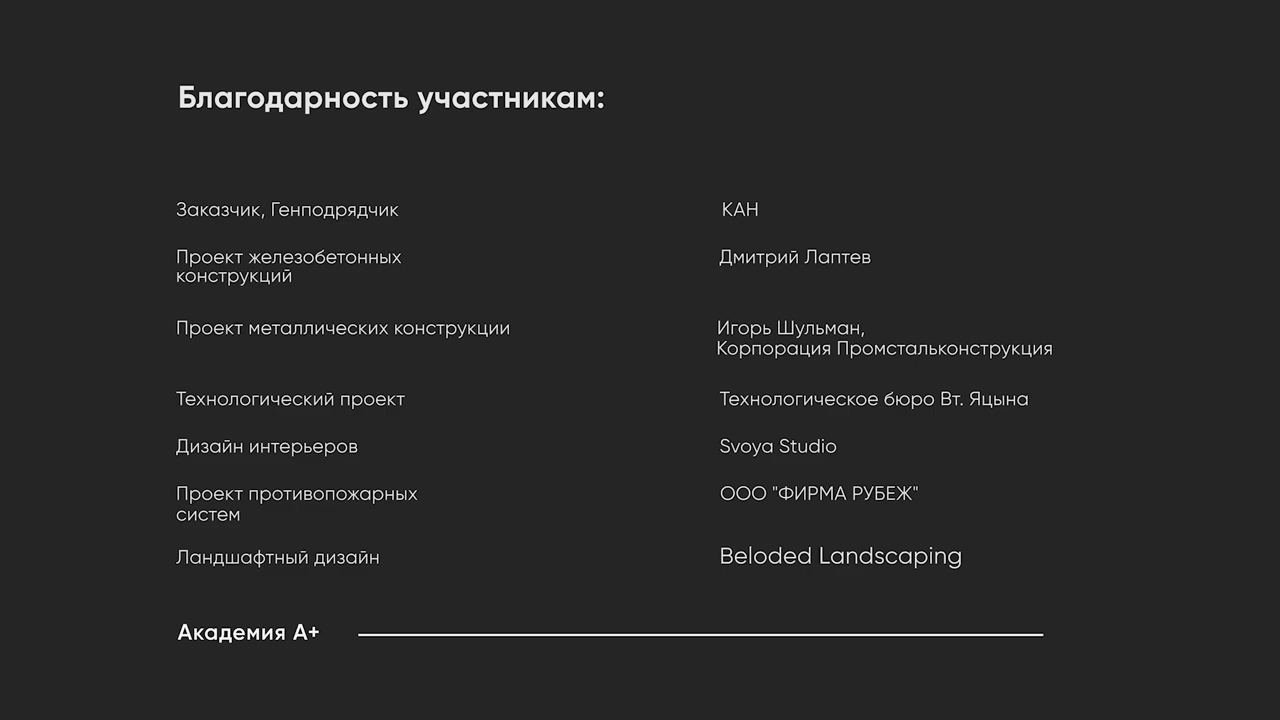 Благодарность участникам:
Заказчик, Генподрядчик
КАН
Проект железобетонных
конструкций
Дмитрий Лаптев
Проект металлических конструкции
Игорь Шульман,
Корпорация Промстальконструкция
Технологический проект
Технологическое бюро Вт. Яцына
Дизайн интерьеров
Svoya Studio
Проект противопожарных
систем
ООО "ФИРМА РУБЕЖ"
Ландшафтный дизайн
Beloded Landscaping
Академия А+